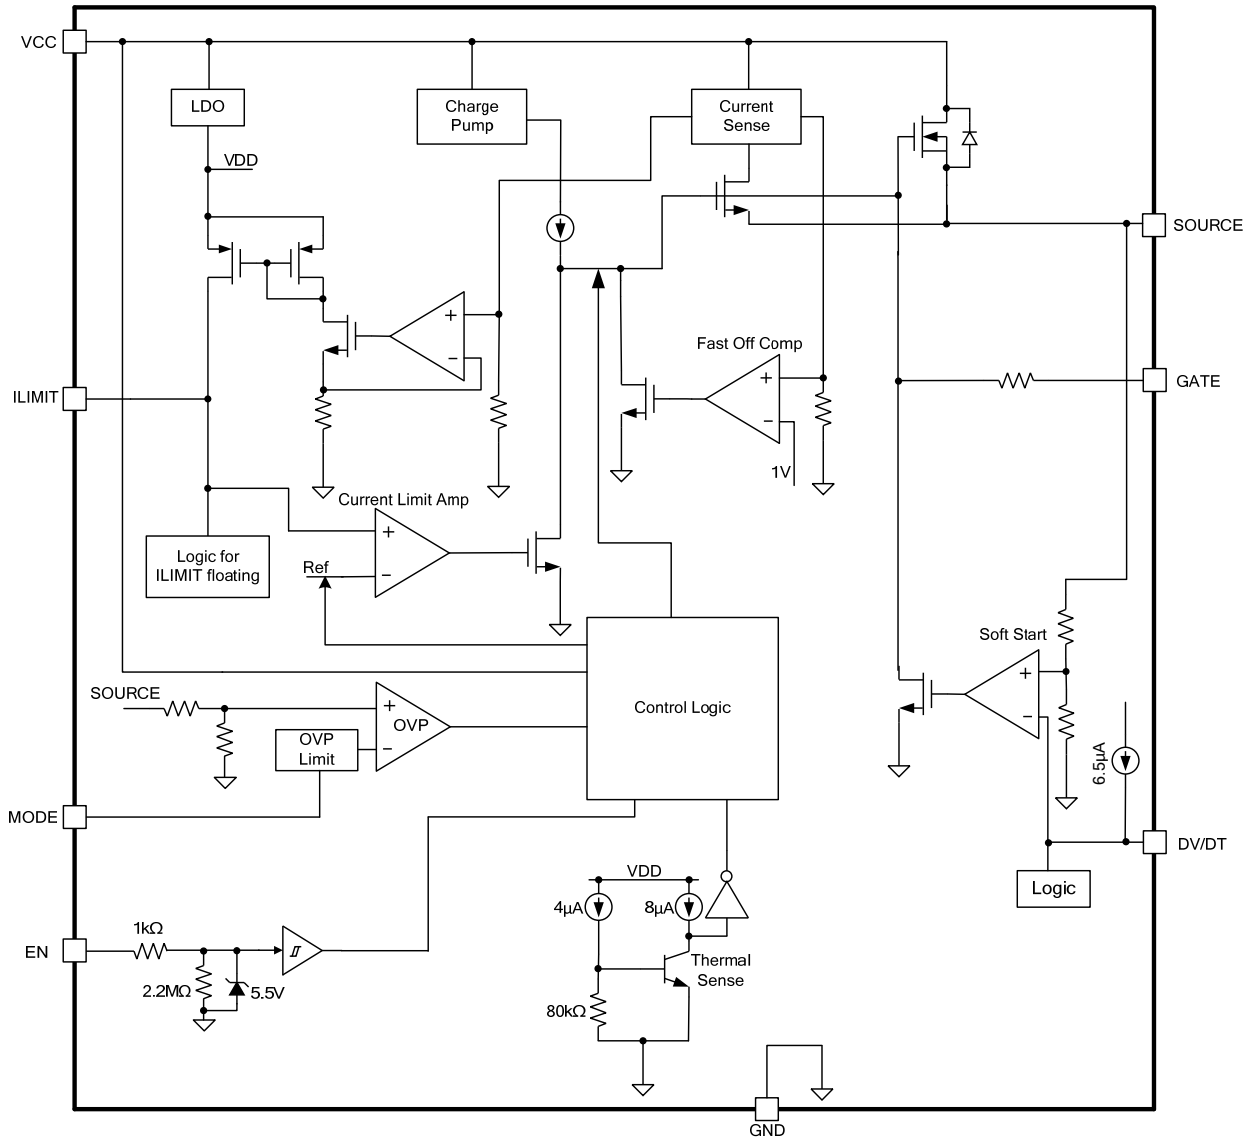 VCC
LDO
Charge
Pump
Current
Sense
VDD
SOURCE
+
−
Fast Off Comp
+
−
1V
GATE
ILIMIT
Current Limit Amp
+
−
Ref
Logic for
ILIMIT floating
Soft Start
+
−
SOURCE
+
OVP
−
OVP
Limit
Control Logic
6.5µA
MODE
DV/DT
Logic
VDD
4µA
8µA
Thermal
Sense
80kΩ
EN
1kΩ
2.2MΩ
5.5V
GND